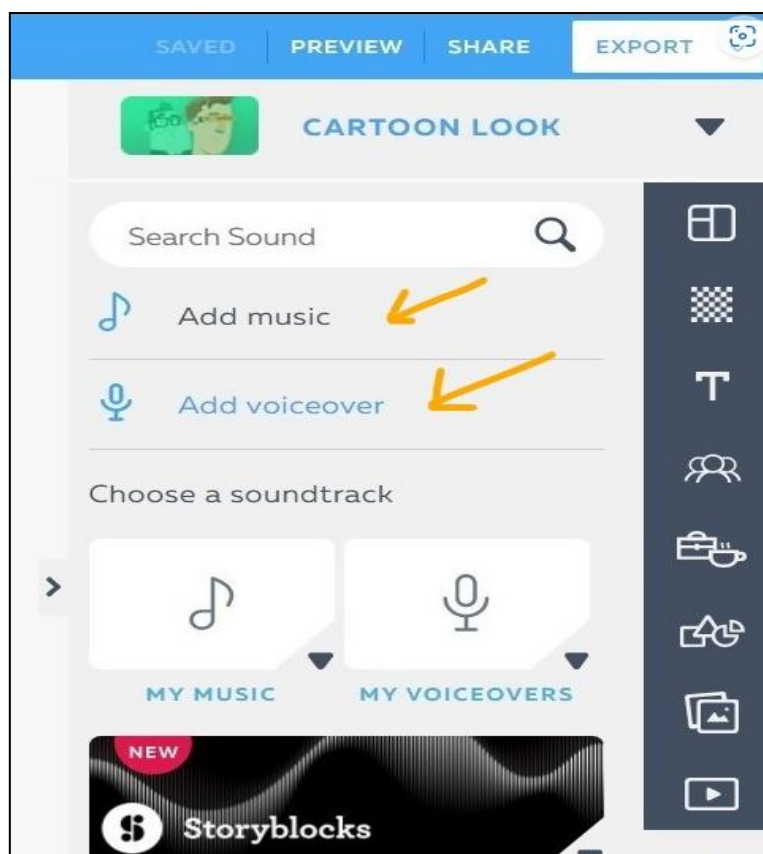 SAVED PREVIEW SHARE EXPORT
CARTOON LOOK
Search Sound
Add music
Add voiceover
Choose a soundtrack
MY MUSIC MY VOICEOVERS
NEW
Storyblocks